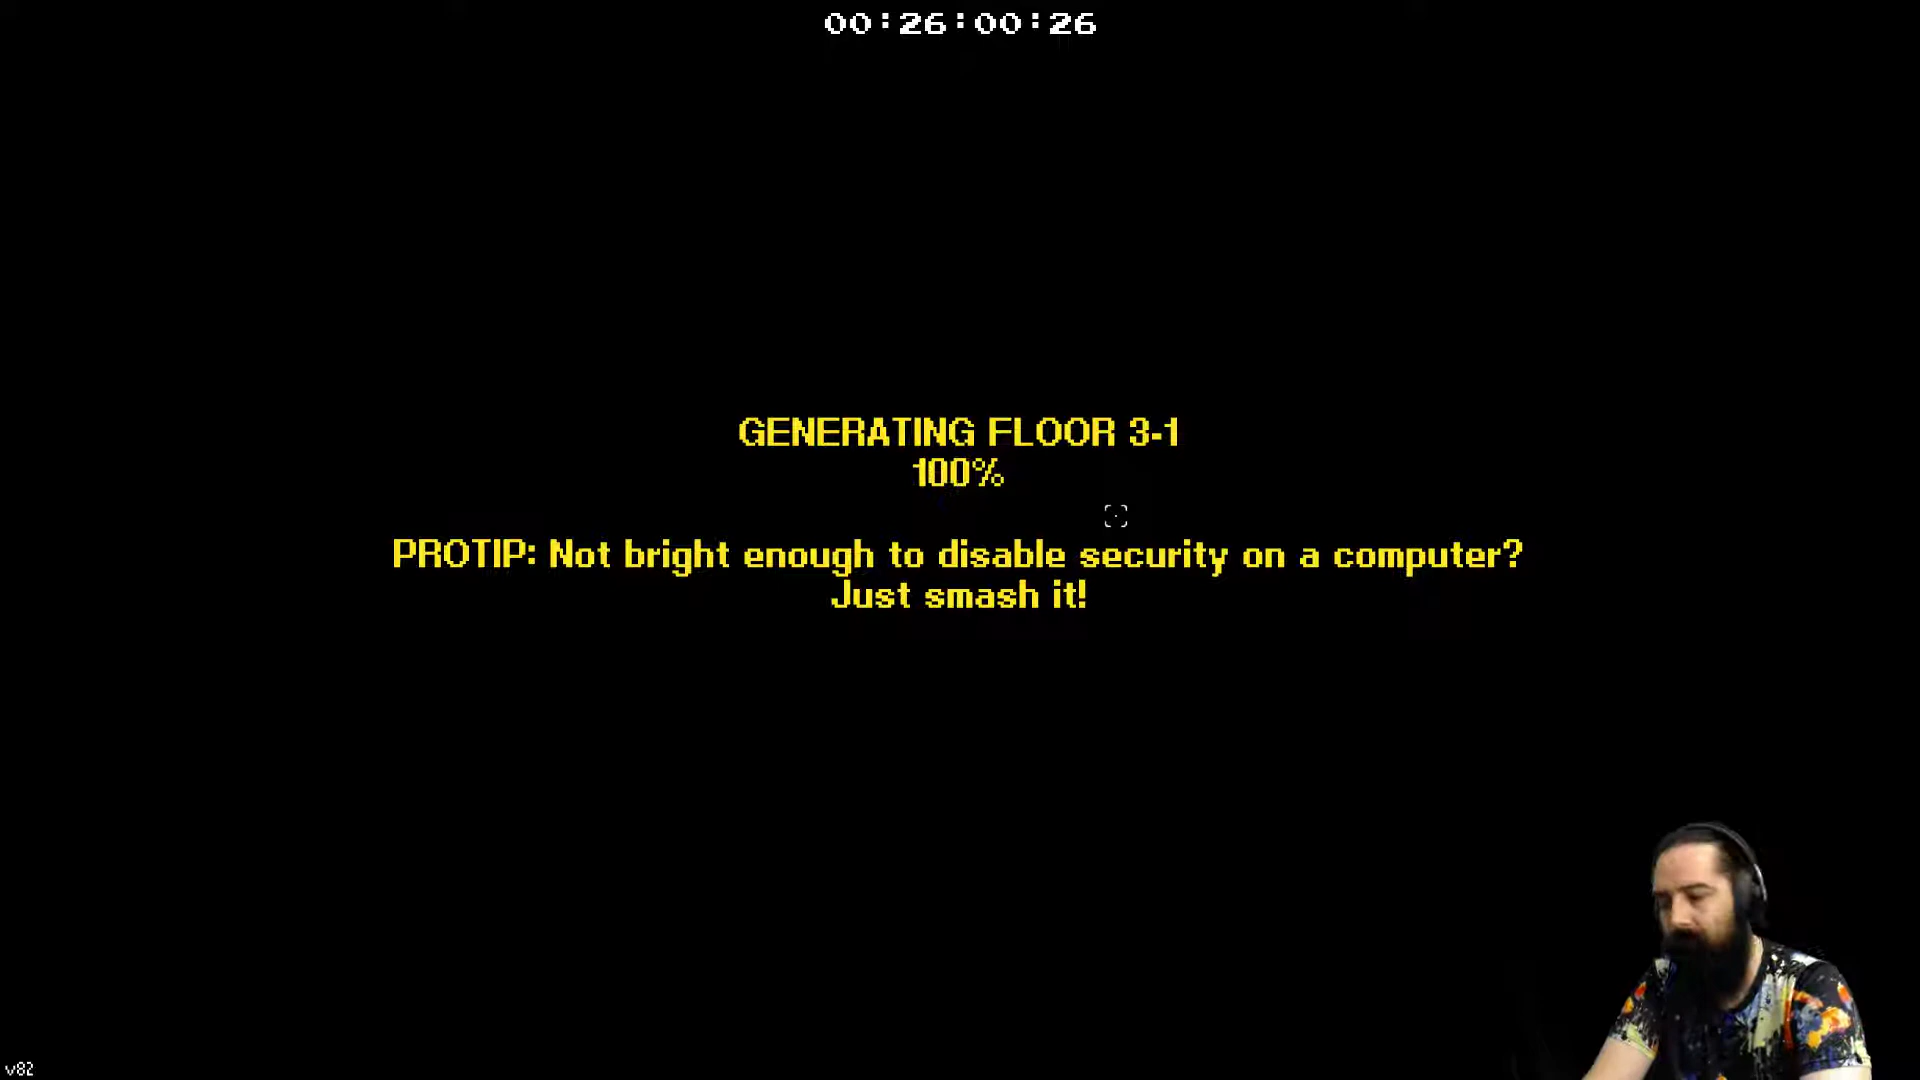 00:26:00:26
GENERATING FLOOR 3-1
100%
PROTIP: Not bright enough to disable security on a computer?
Just smash it!
v82